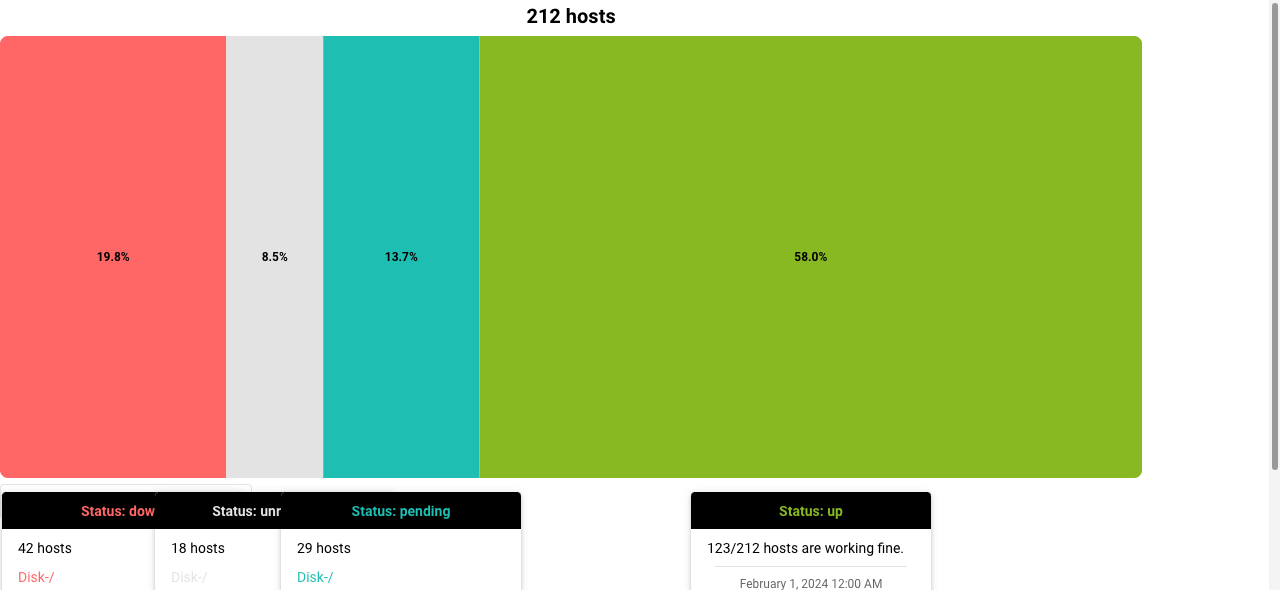 212 hosts
19.8% 8.5% 13.7% 58.0%
Status: dow Status: unr Status: pending Status: up
42 hosts 18 hosts 29 hosts 123/212 hosts are working fine.
Disk-/ Disk-/ Disk-/
February 1, 2024 12:00 AM